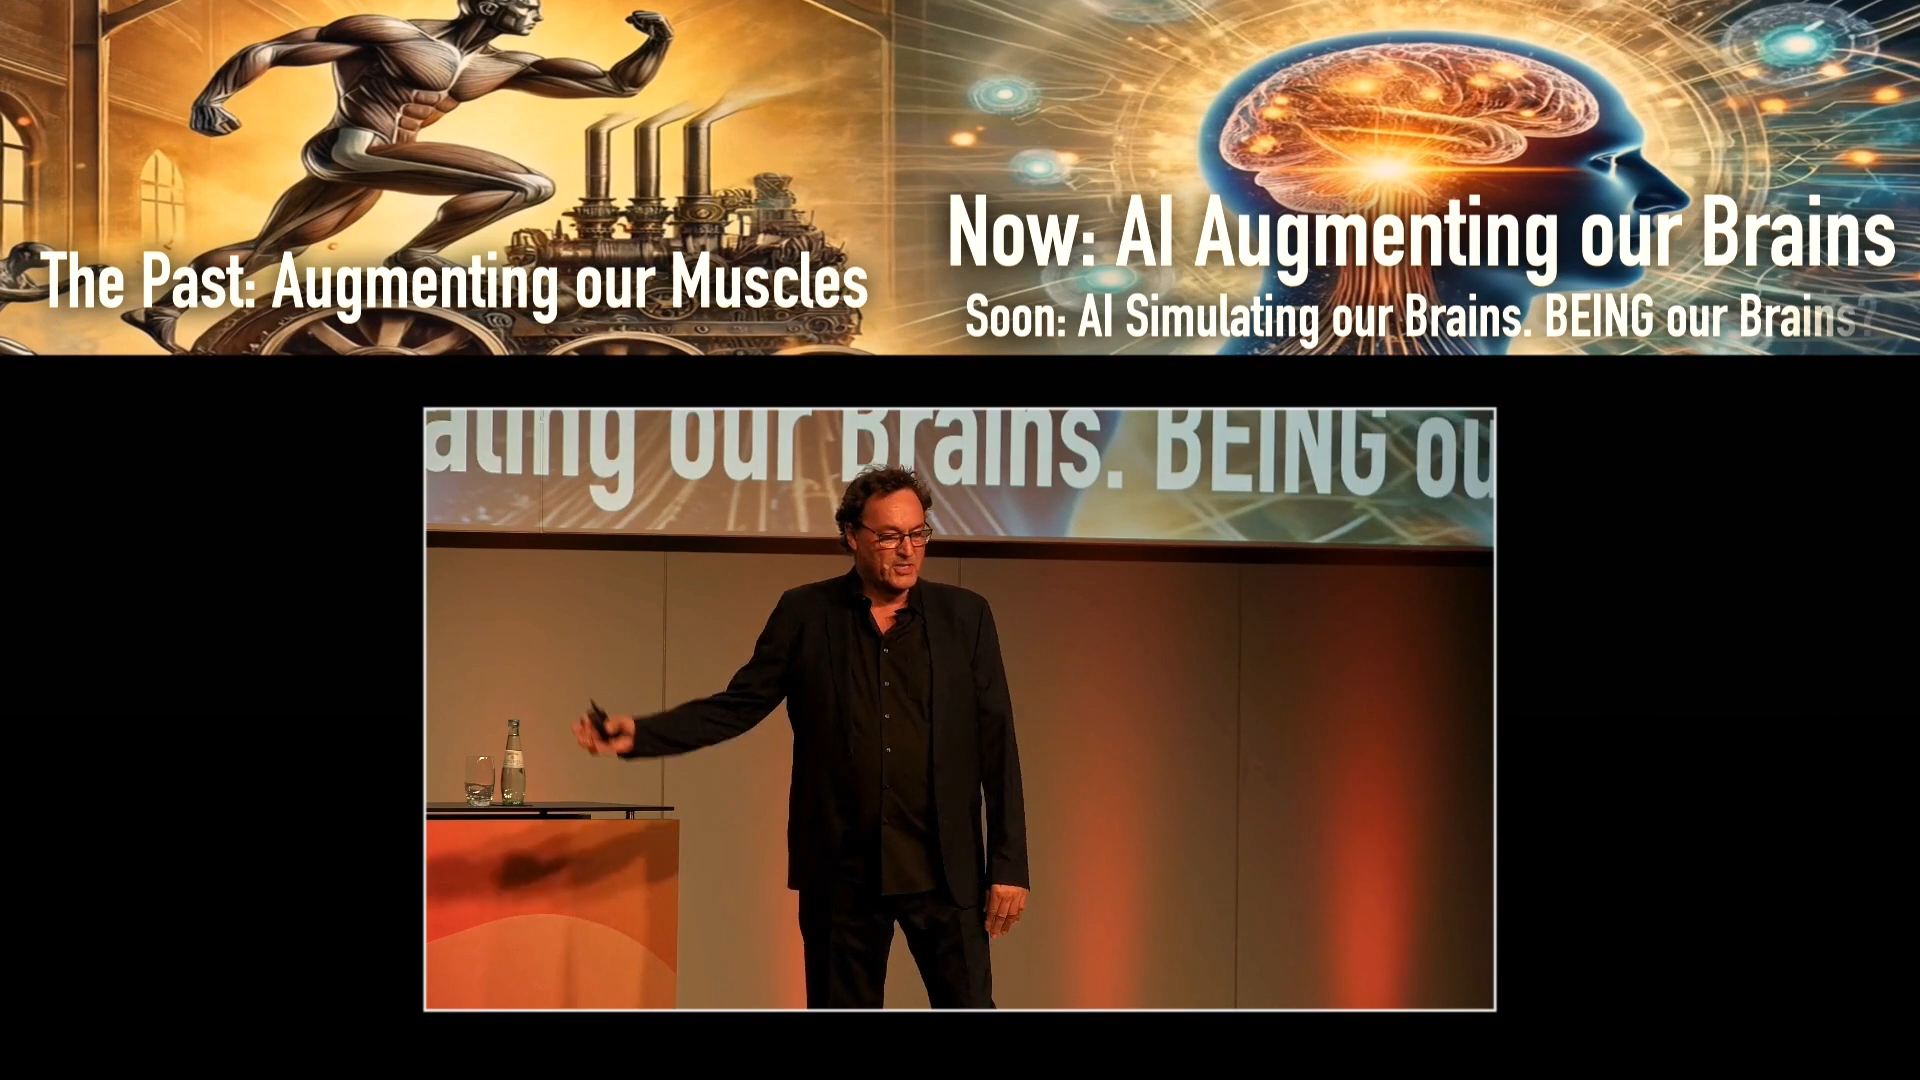 The Past: Augmenting our Muscles
Now: AI Augmenting our Brains
Soon: AI Simulating our Brains. BEING our Brains?
ating our Brains. BEING ou